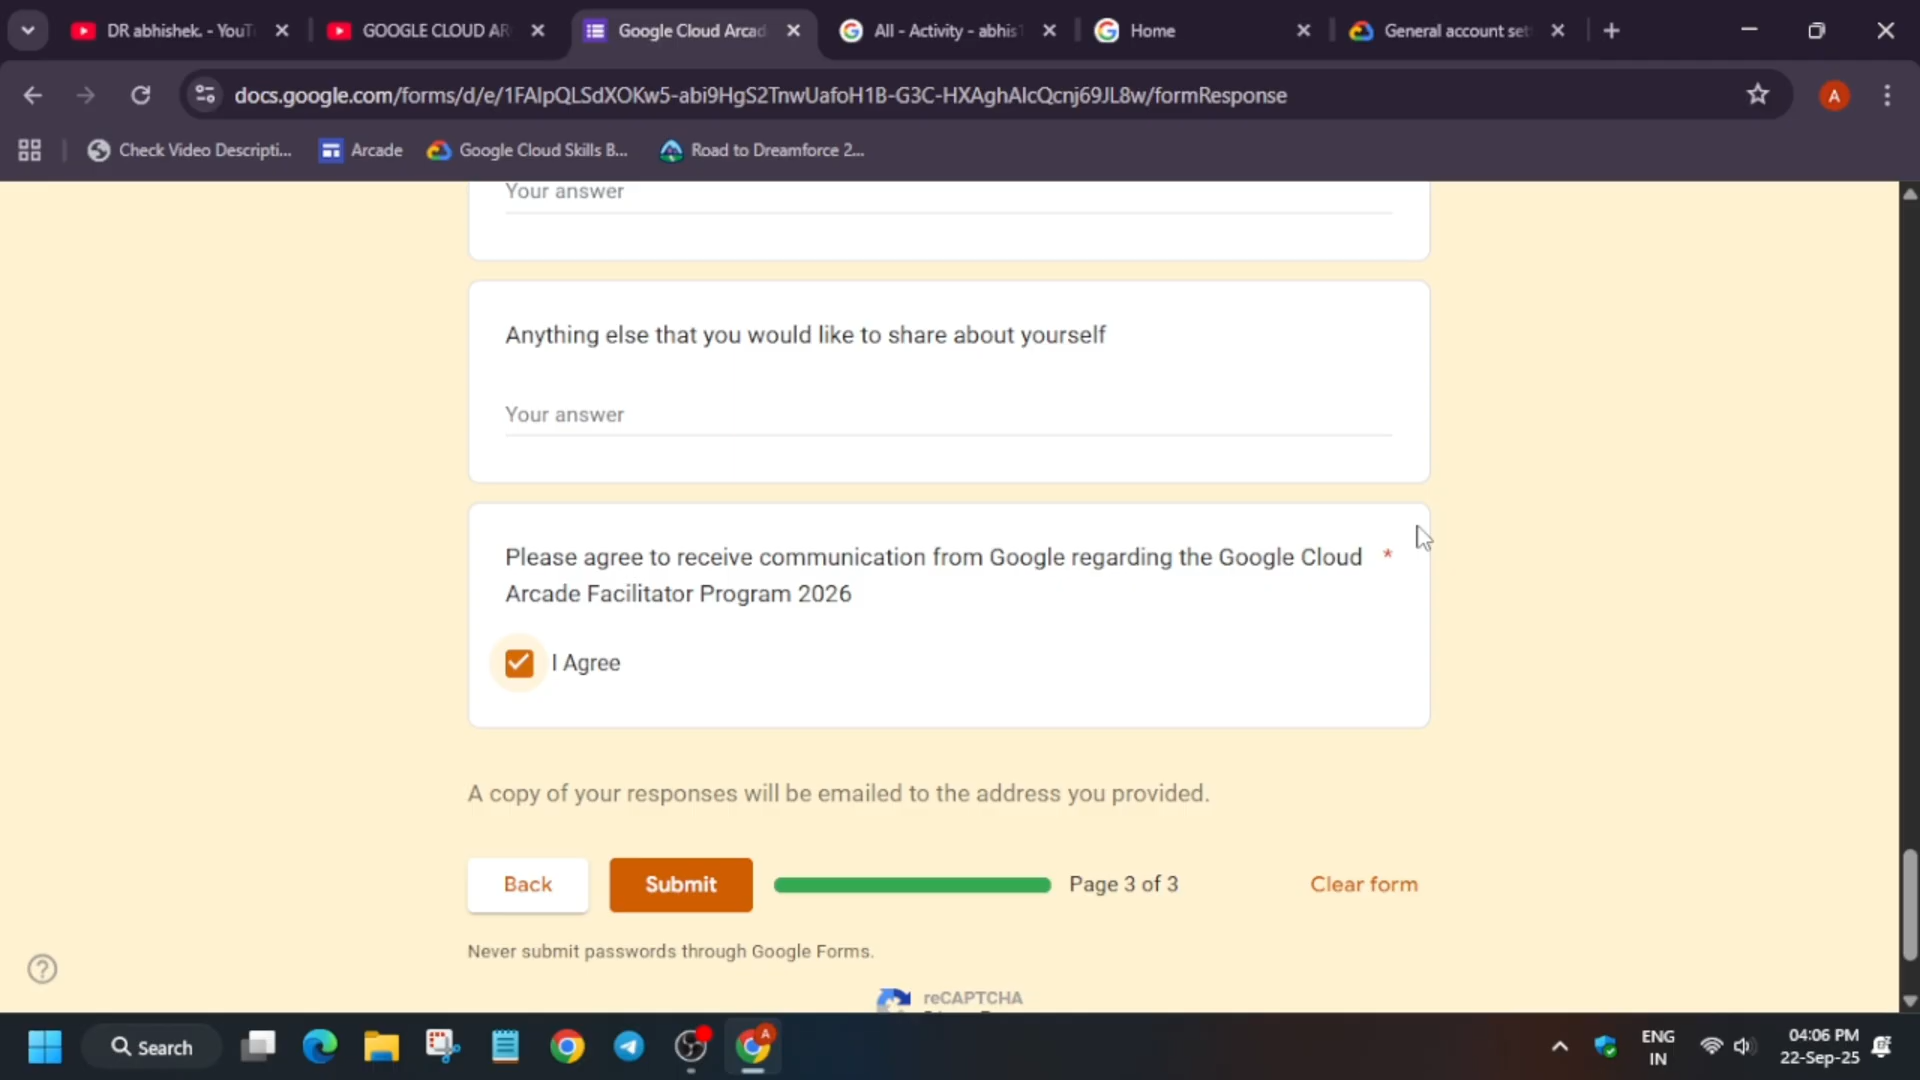 DR abhishek. - YouT
GOOGLE CLOUD AR
Google Cloud Arcad
All - Activity - abhis1
Home
General account set
docs.google.com/forms/d/e/1FAIpQLSdXOKw5-abi9HgS2TnwUafoH1B-G3C-HXAghAIcQcnj69JL8w/formResponse
A
Check Video Descripti...
Arcade
Google Cloud Skills B...
Road to Dreamforce 2...
Your answer
Anything else that you would like to share about yourself
Your answer
Please agree to receive communication from Google regarding the Google Cloud *
Arcade Facilitator Program 2026
I Agree
A copy of your responses will be emailed to the address you provided.
Back
Submit
Page 3 of 3
Clear form
Never submit passwords through Google Forms.
reCAPTCHA
Search
A
ENG
IN
04:06 PM
22-Sep-25